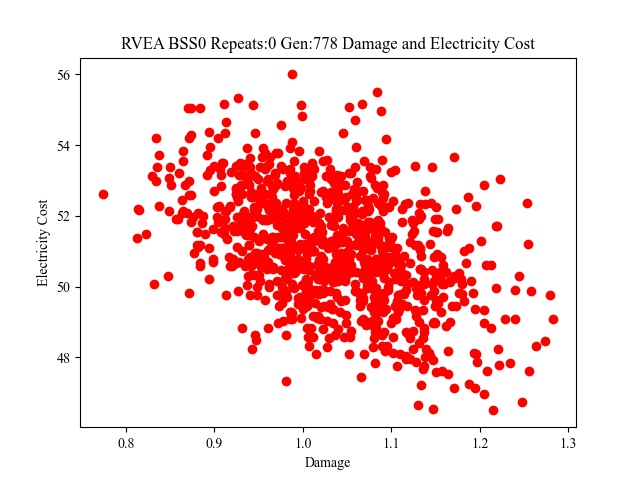 RVEA BSS0 Repeats:0 Gen:778 Damage and Electricity Cost
56
54
52
50
48
Electricity Cost
0.8 0.9 1.0 1.1 1.2 1.3
Damage